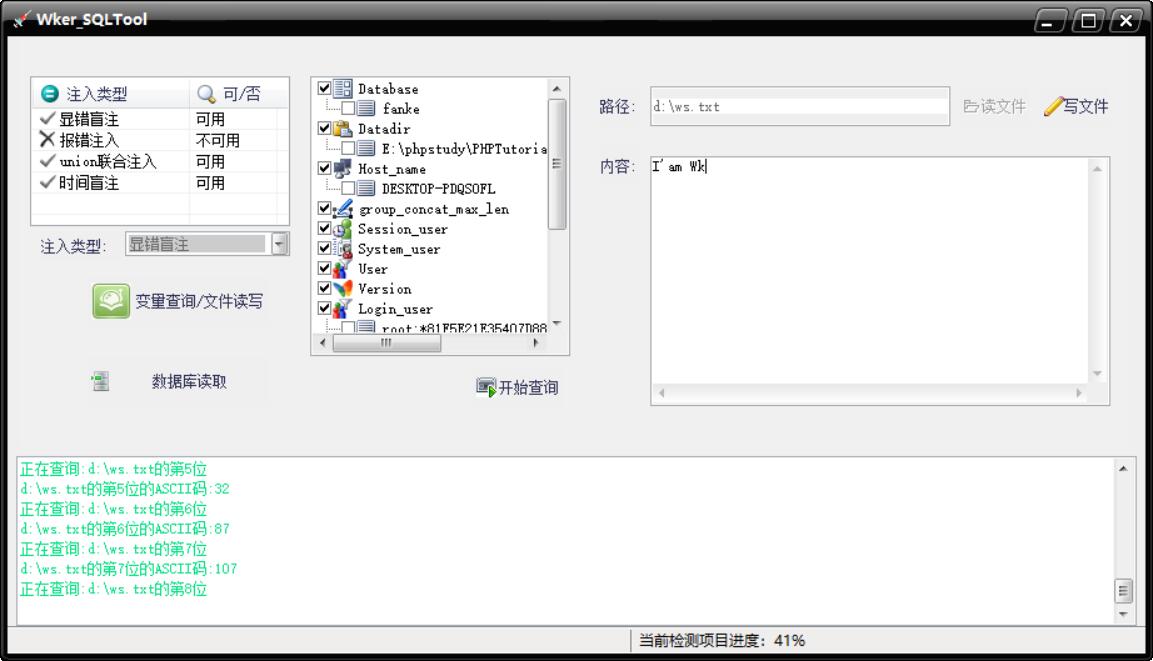 Wker_SQLTool
注入类型 可/否
显错盲注 可用
报错注入 不可用
union联合注入 可用
时间盲注 可用
注入类型: 显错盲注
变量查询/文件读写
数据库读取
Database
fanke
Datadir
E:\phpstudy\PHPTutoria
Host_name
DESKTOP-PDQSOFL
group_concat_max_len
Session_user
System_user
User
Version
Login_user
root:*81F5E21E35407D88
开始查询
路径: d:\ws.txt 读文件 写文件
内容: I'am Wk
正在查询:d:\ws.txt的第5位
d:\ws.txt的第5位的ASCII码:32
正在查询:d:\ws.txt的第6位
d:\ws.txt的第6位的ASCII码:87
正在查询:d:\ws.txt的第7位
d:\ws.txt的第7位的ASCII码:107
正在查询:d:\ws.txt的第8位
当前检测项目进度: 41%